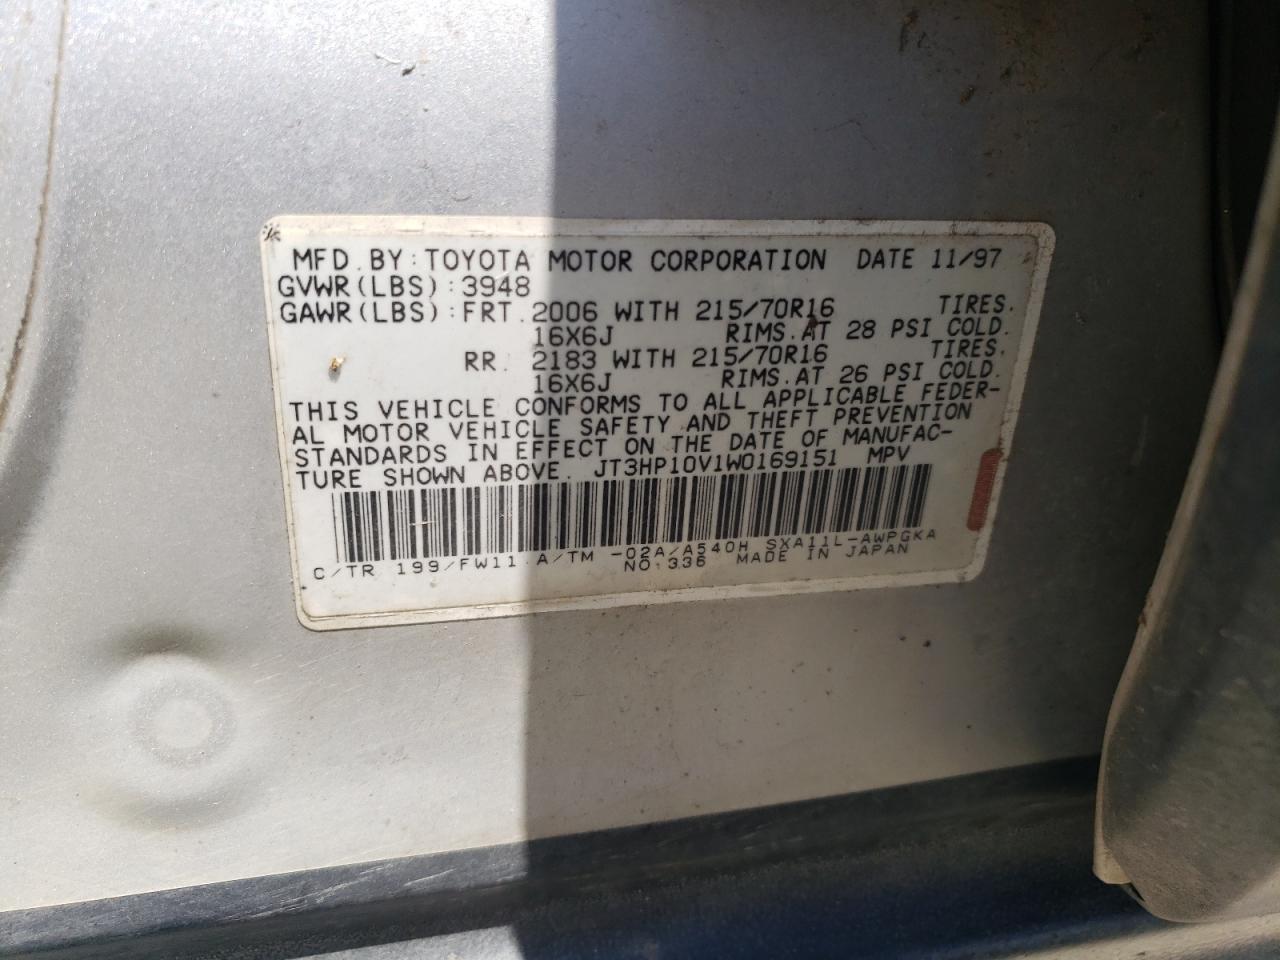 MFD. BY: TOYOTA MOTOR CORPORATION DATE 11/97
GVWR(LBS):3948
GAWR(LBS):FRT. 2006 WITH 215/70R16 TIRES.
16X6J RIMS.AT 28 PSI COLD.
RR. 2183 WITH 215/70R16 TIRES.
16X6J RIMS.AT 26 PSI COLD.
THIS VEHICLE CONFORMS TO ALL APPLICABLE FEDER-
AL MOTOR VEHICLE SAFETY AND THEFT PREVENTION
STANDARDS IN EFFECT ON THE DATE OF MANUFAC-
TURE SHOWN ABOVE. JT3HP10V1W0169151 MPV
C/TR 199/FW11 A/TM -02A/A540H SXA11L-AWPGKA
NO.336 MADE IN JAPAN